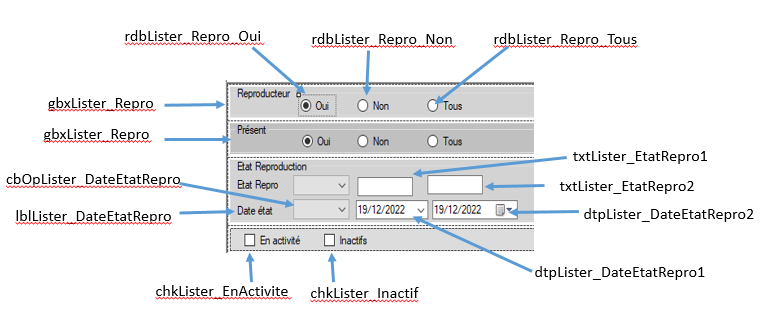 rdbLister_Repro_Oui
rdbLister_Repro_Non
rdbLister_Repro_Tous
Reproducteur
gbxLister_Repro
Oui Non Tous
Présent
gbxLister_Repro
Oui Non Tous
txtLister_EtatRepro1
Etat Reproduction
cbOpLister_DateEtatRepro
Etat Repro
txtLister_EtatRepro2
lblLister_DateEtatRepro
Date état 19/12/2022 19/12/2022
dtpLister_DateEtatRepro2
En activité Inactifs
dtpLister_DateEtatRepro1
chkLister_EnActivite
chkLister_Inactif